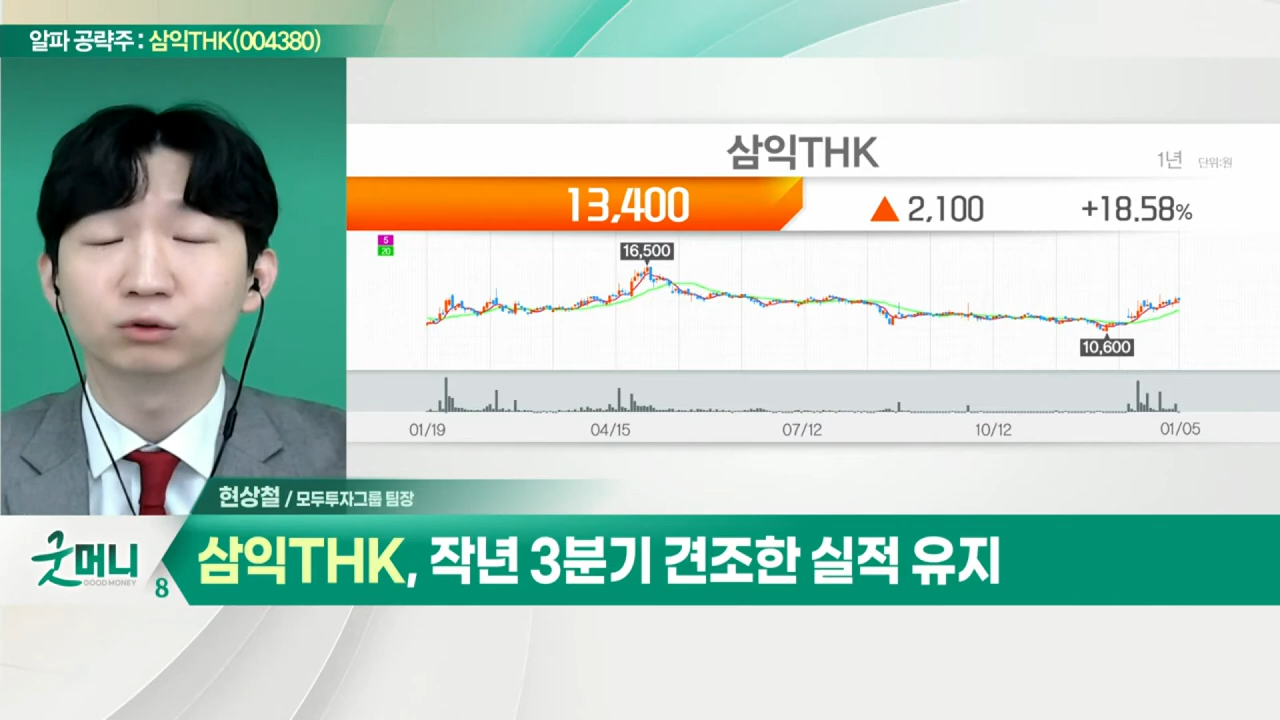 알파 공략주 : 삼익THK(004380)
삼익THK
1년 단위:원
13,400 ▲ 2,100 +18.58%
5
20
16,500
10,600
01/19 04/15 07/12 10/12 01/05
현상철 / 모두투자그룹 팀장
굿머니
GOOD MONEY
8
삼익THK, 작년 3분기 견조한 실적 유지